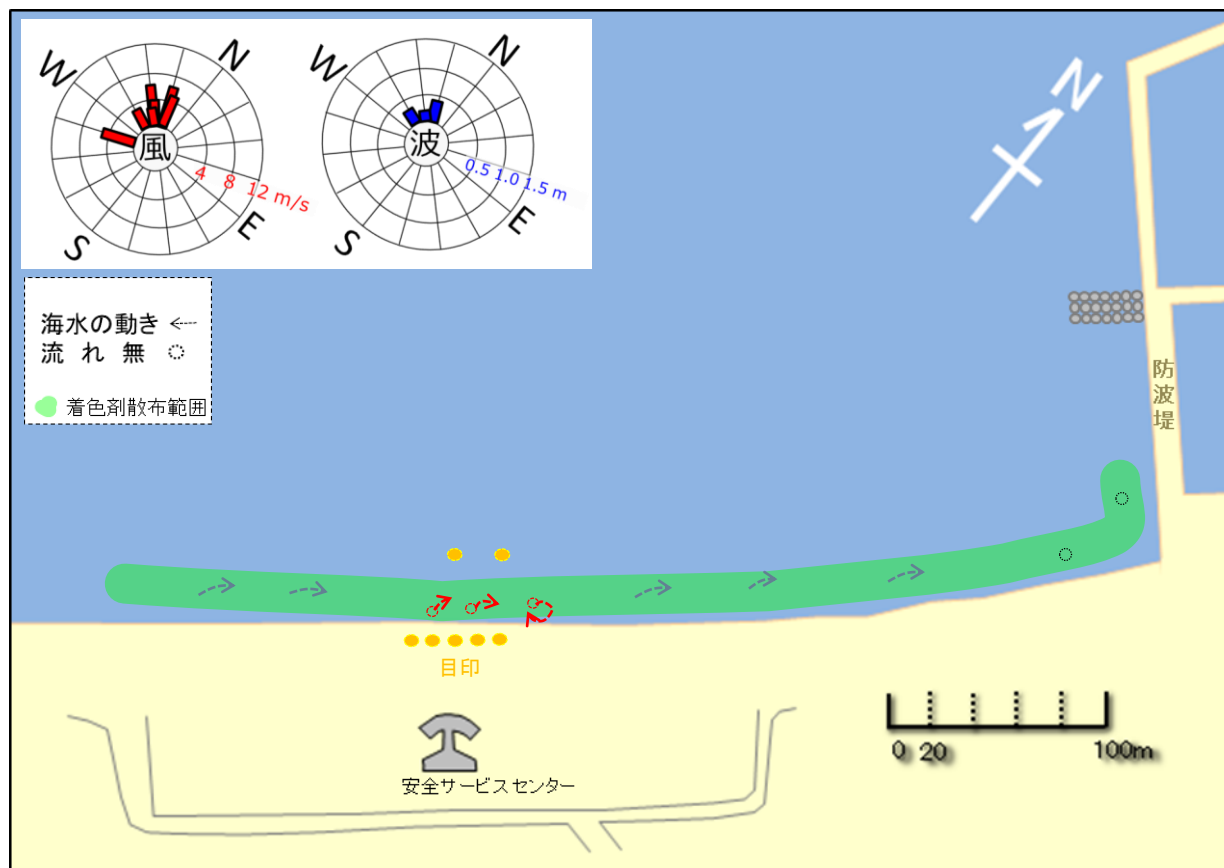 W
N
風
S
E
4 8 12 m/s
W
N
波
S
E
0.5 1.0 1.5 m
N
海水の動き
流れ無
着色剤散布範囲
防波堤
目印
安全サービスセンター
0 20 100m